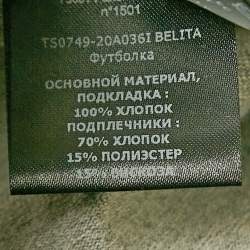 n°1501
TS0749-20A036I BELITA
Футболка
ОСНОВНОЙ МАТЕРИАЛ,
ПОДКЛАДКА :
100% ХЛОПОК
ПОДПЛЕЧНИКИ :
70% ХЛОПОК
15% ПОЛИЭСТЕР
15% ВИСКОЗА